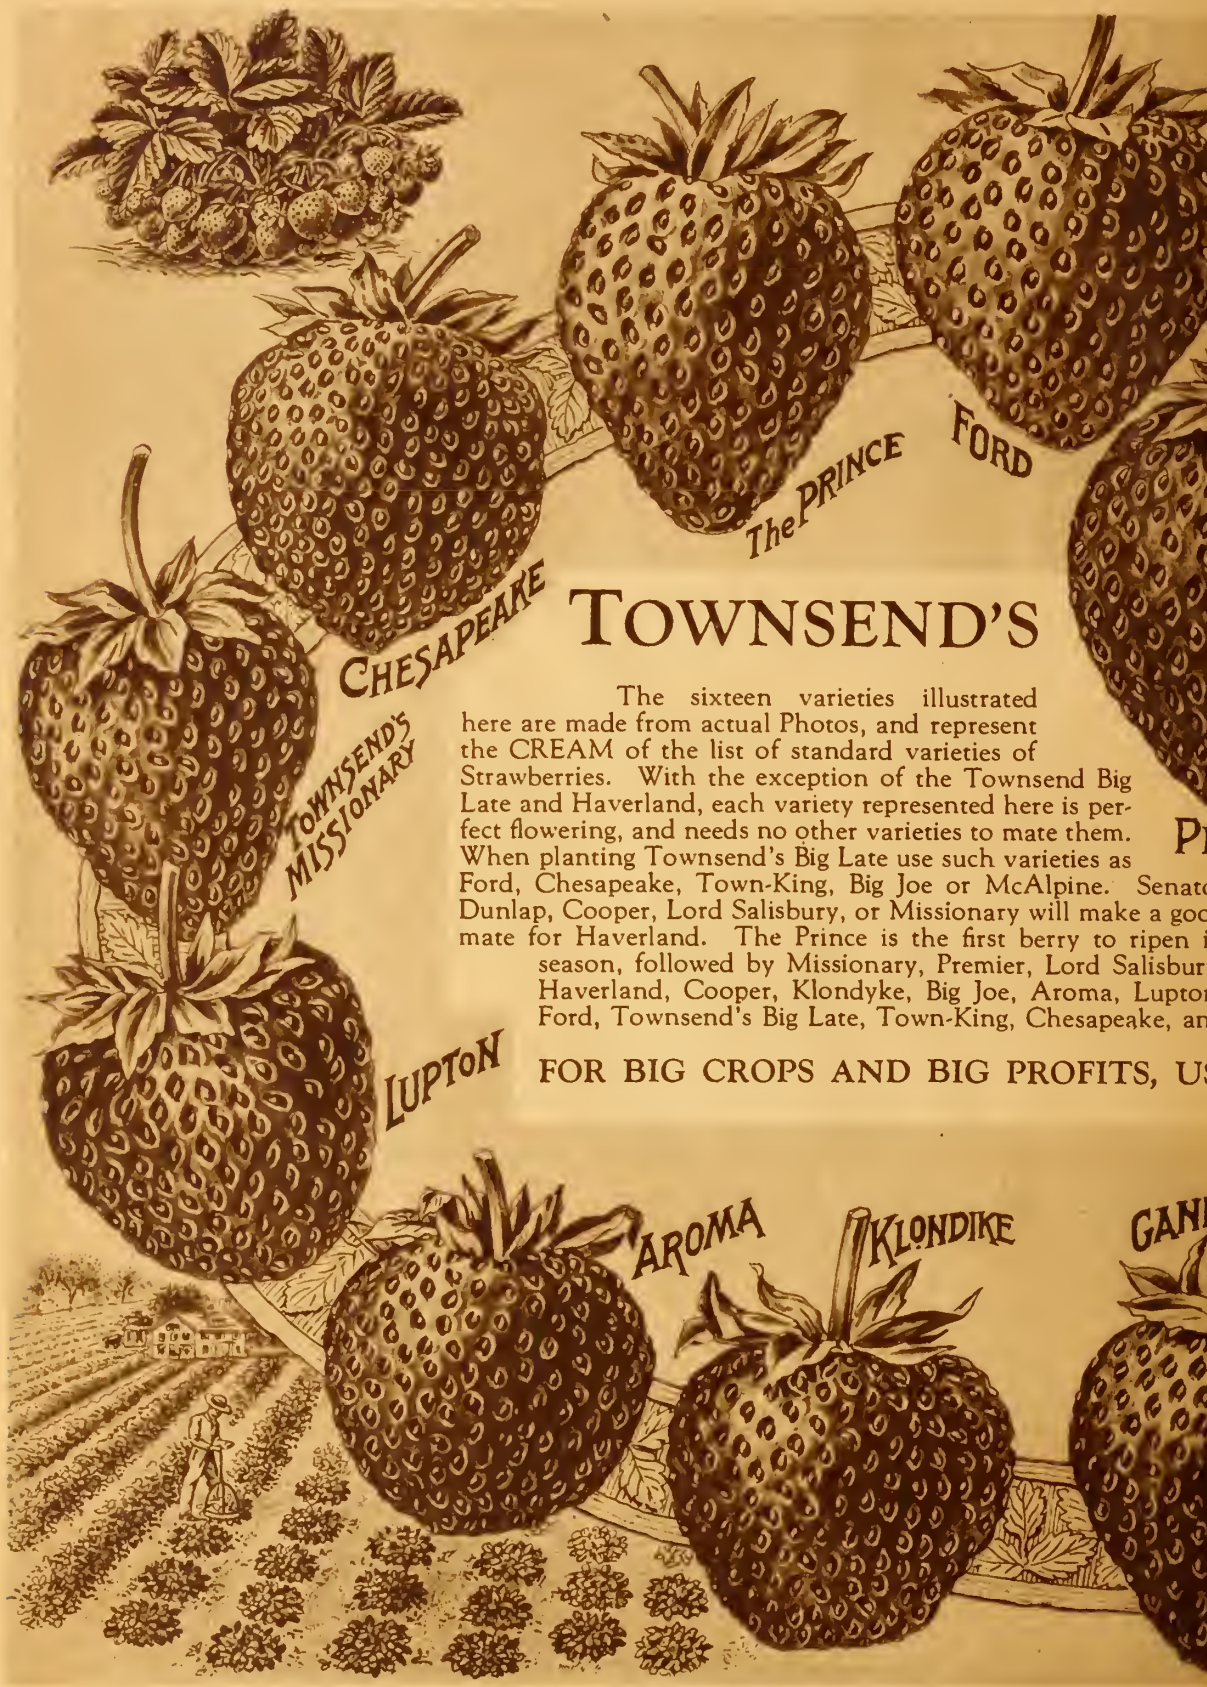 The PRINCE
FORD
CHESAPEAKE
TOWNSEND'S
MISSIONARY
TOWNSEND'S
The sixteen varieties illustrated
here are made from actual Photos, and represent
the CREAM of the list of standard varieties of
Strawberries. With the exception of the Townsend Big
Late and Haverland, each variety represented here is per-
fect flowering, and needs no other varieties to mate them.
When planting Townsend's Big Late use such varieties as
Ford, Chesapeake, Town-King, Big Joe or McAlpine.
Dunlap, Cooper, Lord Salisbury, or Missionary will make a
mate for Haverland. The Prince is the first berry to ripen
season, followed by Missionary, Premier, Lord
Haverland, Cooper, Klondyke, Big Joe, Aroma,
Ford, Townsend's Big Late, Town-King, Chesapeake,
FOR BIG CROPS AND BIG PROFITS,
LUPTON
AROMA
KLONDIKE